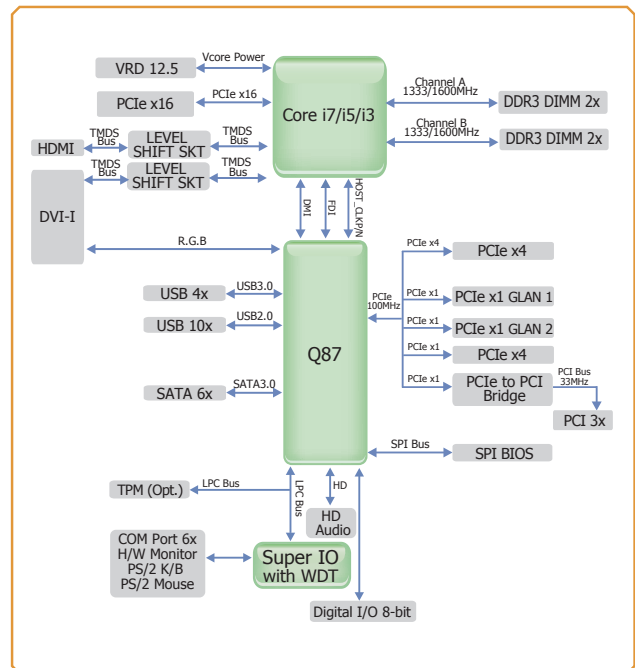 Vcore Power
VRD 12.5
PCIe x16
PCIe x16
Core i7/i5/i3
Channel A
1333/1600MHz
DDR3 DIMM 2x
Channel B
1333/1600MHz
DDR3 DIMM 2x
HDMI
TMDS
Bus
LEVEL
SHIFT SKT
TMDS
Bus
TMDS
Bus
LEVEL
SHIFT SKT
TMDS
Bus
DVI-I
DMI
FDI
HOST_CLKP/N
R.G.B
Q87
USB 4x
USB3.0
USB 10x
USB2.0
SATA 6x
SATA3.0
PCIe
100MHz
PCIe x4
PCIe x4
PCIe x1
PCIe x1 GLAN 1
PCIe x1
PCIe x1 GLAN 2
PCIe x1
PCIe x4
PCIe x1
PCIe to PCI
Bridge
PCI Bus
33MHz
PCI 3x
SPI Bus
SPI BIOS
TPM (Opt.)
LPC Bus
LPC Bus
HD
HD
Audio
COM Port 6x
H/W Monitor
PS/2 K/B
PS/2 Mouse
Super IO
with WDT
Digital I/O 8-bit